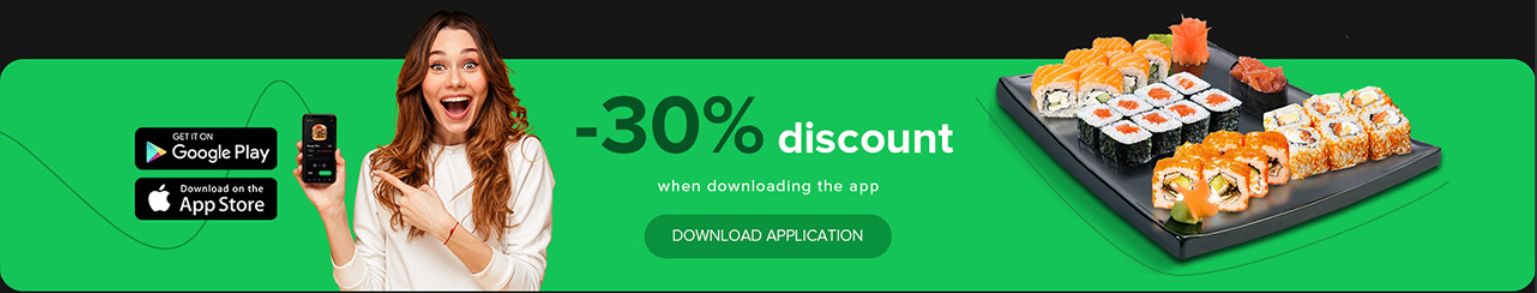 GET IT ON
Google Play
Download on the
App Store
-30% discount
when downloading the app
DOWNLOAD APPLICATION